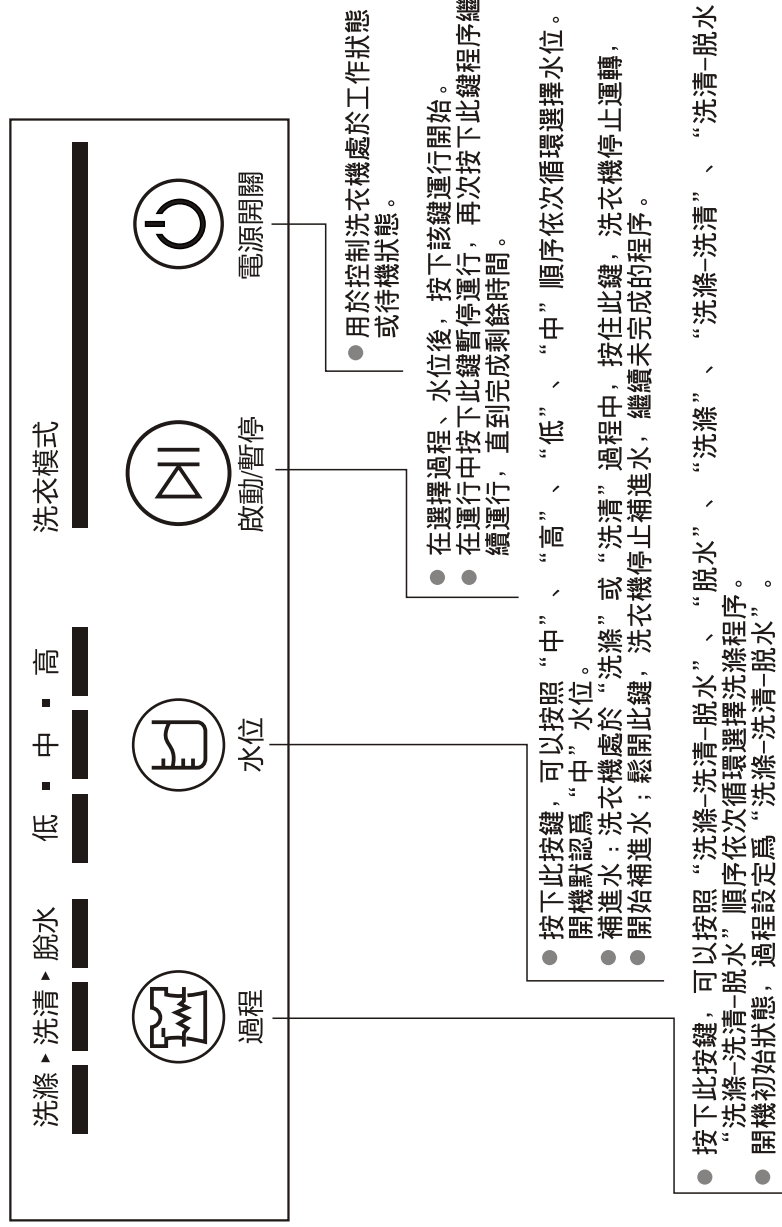 洗滌▸洗清▸脫水
低▪中▪高
洗衣模式
過程
水位
啟動/暫停
電源開關
● 用於控制洗衣機處於工作狀態
或待機狀態。
● 在選擇過程、水位後，按下該鍵運行開始。
● 在運行中按下此鍵暫停運行，再次按下此鍵程序繼
續運行，直到完成剩餘時間。
● 按下此按鍵，可以按照“中”、“高”、“低”、“中”順序依次循環選擇水位。
開機默認爲“中”水位。
● 補進水：洗衣機處於“洗滌”或“洗清”過程中，按住此鍵，洗衣機停止運轉，
● 開始補進水；鬆開此鍵，洗衣機停止補進水，繼續未完成的程序。
● 按下此按鍵，可以按照“洗滌-洗清-脫水”、“脫水”、“洗滌”、“洗滌-洗清”、“洗清”、“洗清-脫水
“洗滌-洗清-脫水”順序依次循環選擇洗滌程序。
● 開機初始狀態，過程設定爲“洗滌-洗清-脫水”。